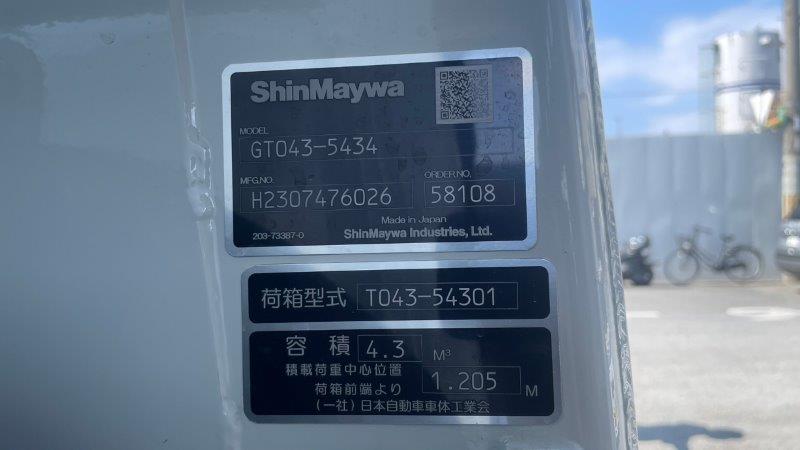 ShinMaywa
MODEL
GT043-5434
MFG.NO.
ORDER NO.
H2307476026
58108
Made in Japan
203-73387-0
ShinMaywa Industries, Ltd.
荷箱型式 T043-54301
容積 4.3 M³
積載荷重中心位置
荷箱前端より 1.205 M
(一社)日本自動車車体工業会